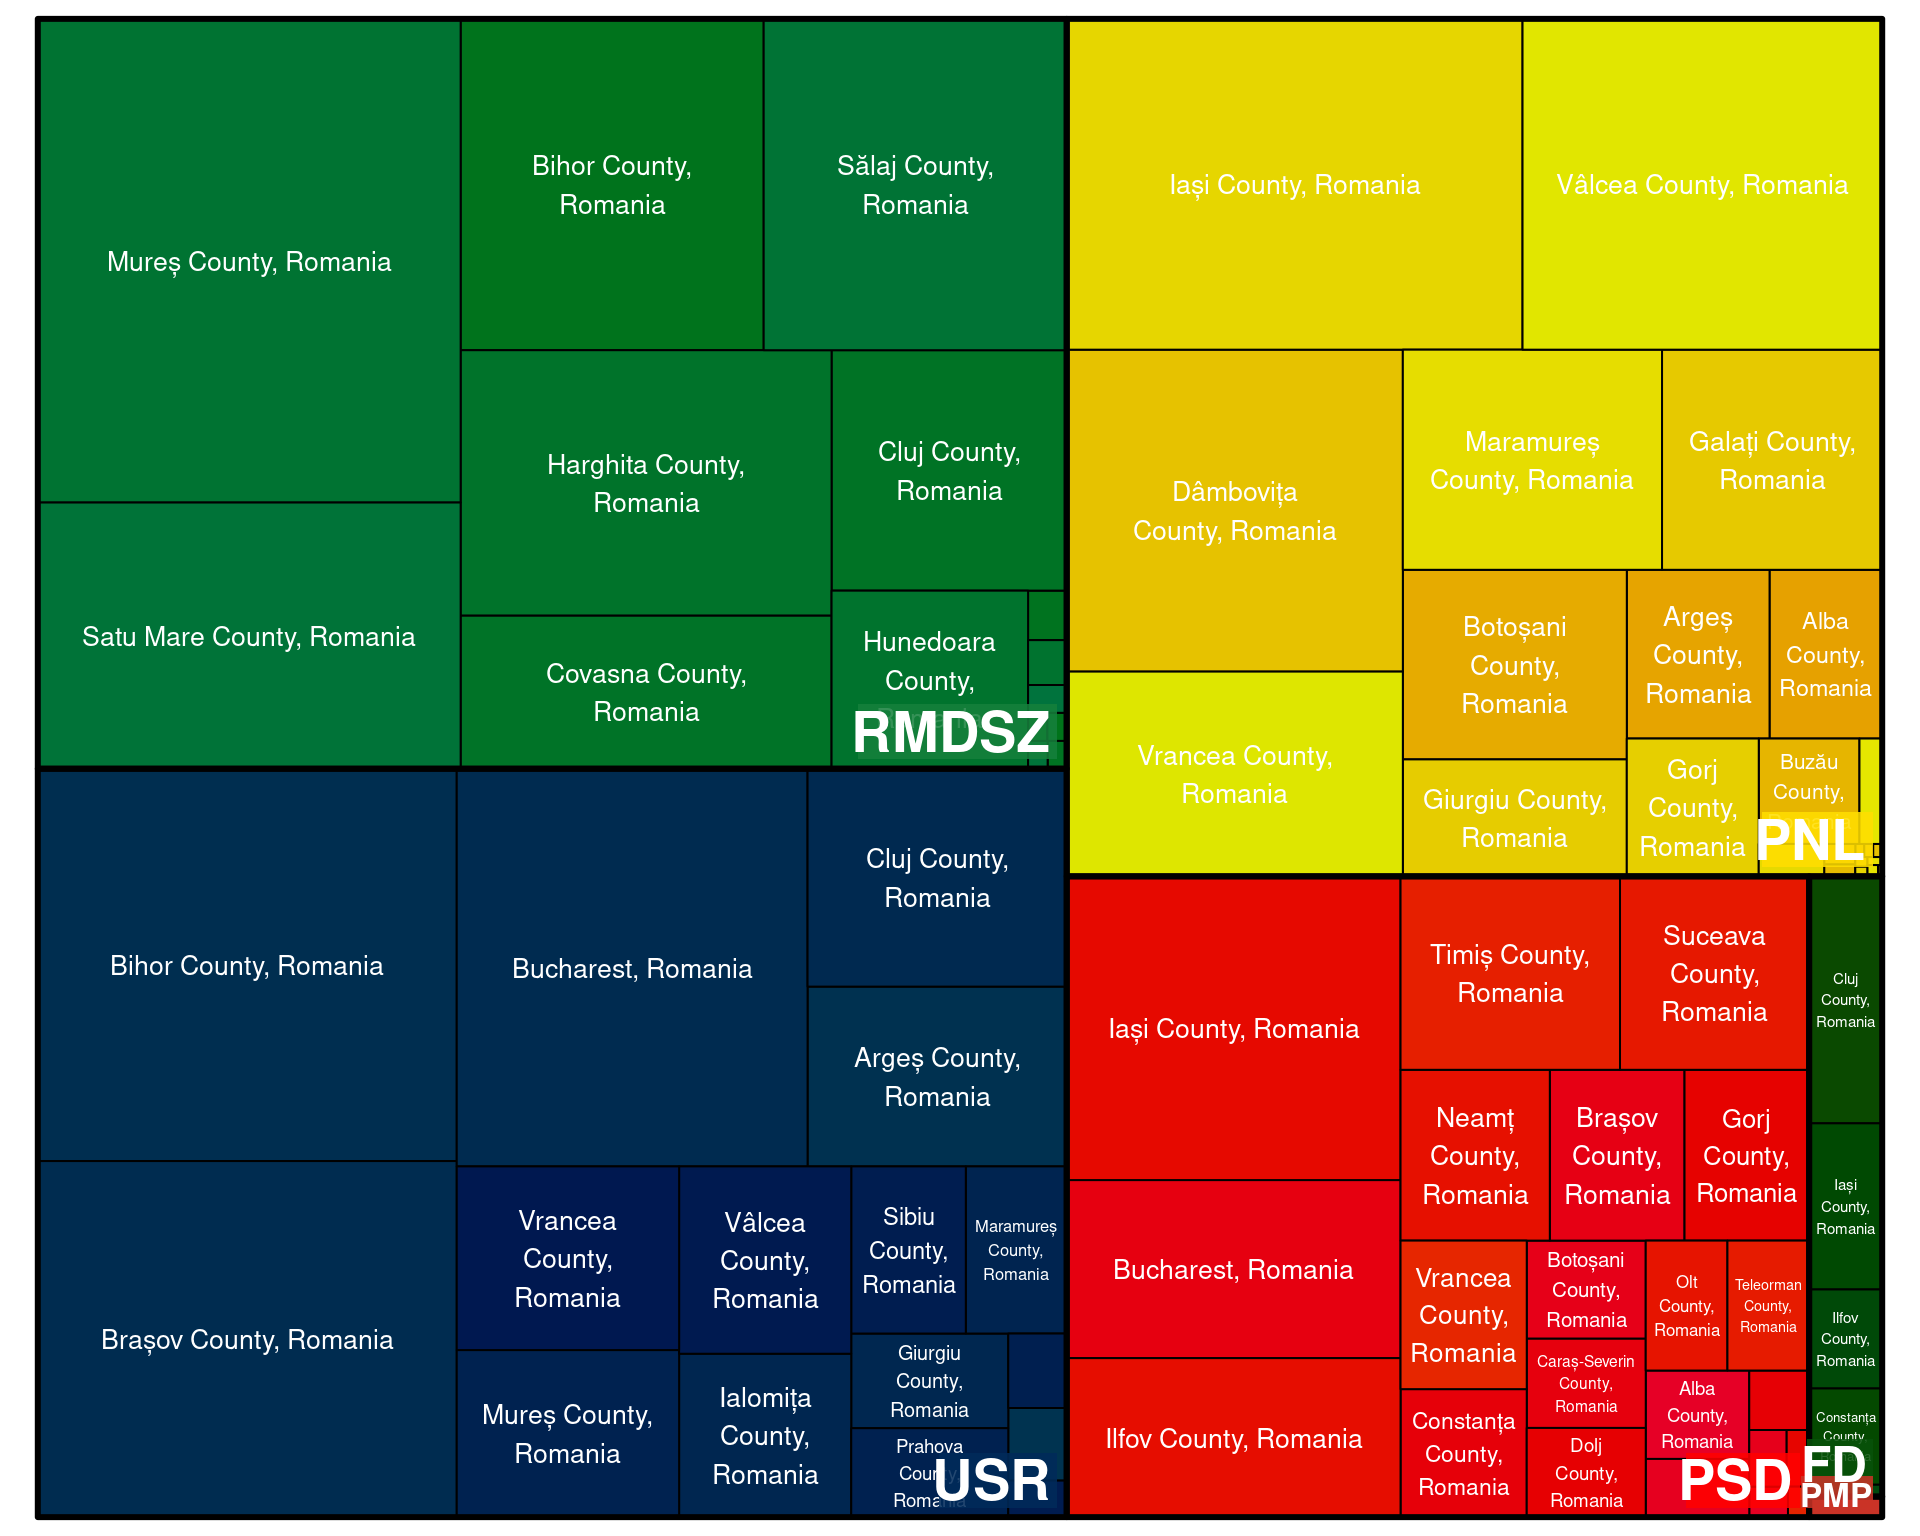 Mureș County, Romania
Satu Mare County, Romania
Bihor County,
Romania
Sălaj County,
Romania
Harghita County,
Romania
Cluj County,
Romania
Covasna County,
Romania
Hunedoara
County,
RMDSZ
Iași County, Romania
Vâlcea County, Romania
Dâmbovița
County, Romania
Maramureș
County, Romania
Galați County,
Romania
Vrancea County,
Romania
Botoșani
County,
Romania
Argeș
County,
Romania
Alba
County,
Romania
Giurgiu County,
Romania
Gorj
County,
Romania
Buzău
County,
PNL
Bihor County, Romania
Brașov County, Romania
Bucharest, Romania
Cluj County,
Romania
Argeș County,
Romania
Vrancea
County,
Romania
Vâlcea
County,
Romania
Sibiu
County,
Romania
Maramureș
County,
Romania
Mureș County,
Romania
Ialomița
County,
Romania
Giurgiu
County,
Romania
Prahova
County,
Romania
USR
Iași County, Romania
Bucharest, Romania
Ilfov County, Romania
Timiș County,
Romania
Suceava
County,
Romania
Neamț
County,
Romania
Brașov
County,
Romania
Gorj
County,
Romania
Vrancea
County,
Romania
Botoșani
County,
Romania
Olt
County,
Romania
Teleorman
County,
Romania
Caraș-Severin
County,
Romania
Constanța
County,
Romania
Dolj
County,
Romania
Alba
County,
Romania
PSD
Cluj
County,
Romania
Iași
County,
Romania
Ilfov
County,
Romania
Constanța
County,
FD
PMP